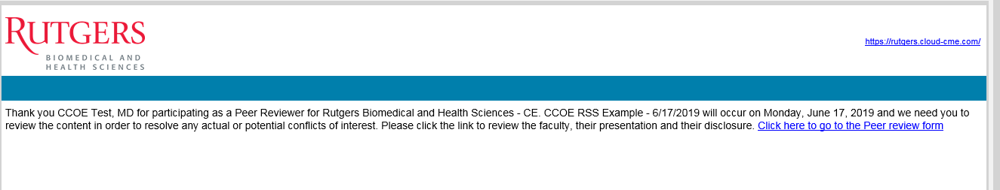 RUTGERS
BIOMEDICAL AND
HEALTH SCIENCES
https://rutgers.cloud-cme.com/
Thank you CCOE Test, MD for participating as a Peer Reviewer for Rutgers Biomedical and Health Sciences - CE. CCOE RSS Example - 6/17/2019 will occur on Monday, June 17, 2019 and we need you to
review the content in order to resolve any actual or potential conflicts of interest. Please click the link to review the faculty, their presentation and their disclosure. Click here to go to the Peer review form